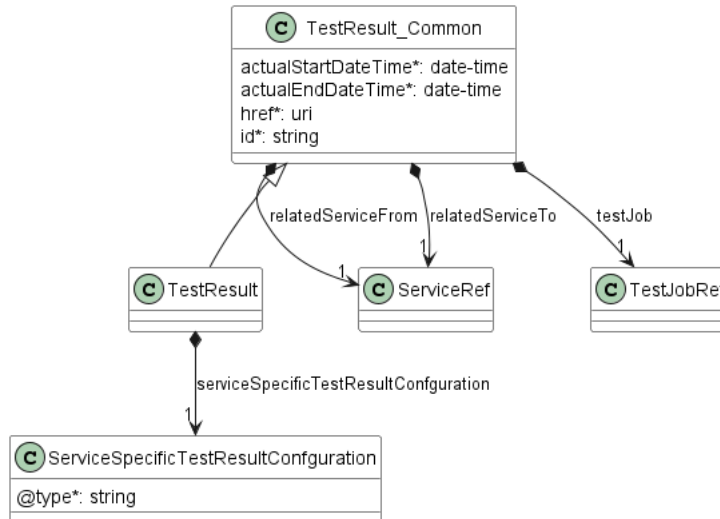 C TestResult_Common
actualStartDateTime*: date-time
actualEndDateTime*: date-time
href*: uri
id*: string
relatedServiceFrom
relatedServiceTo
testJob
1
1
1
C TestResult
C ServiceRef
C TestJobRef
serviceSpecificTestResultConfguration
1
C ServiceSpecificTestResultConfguration
@type*: string